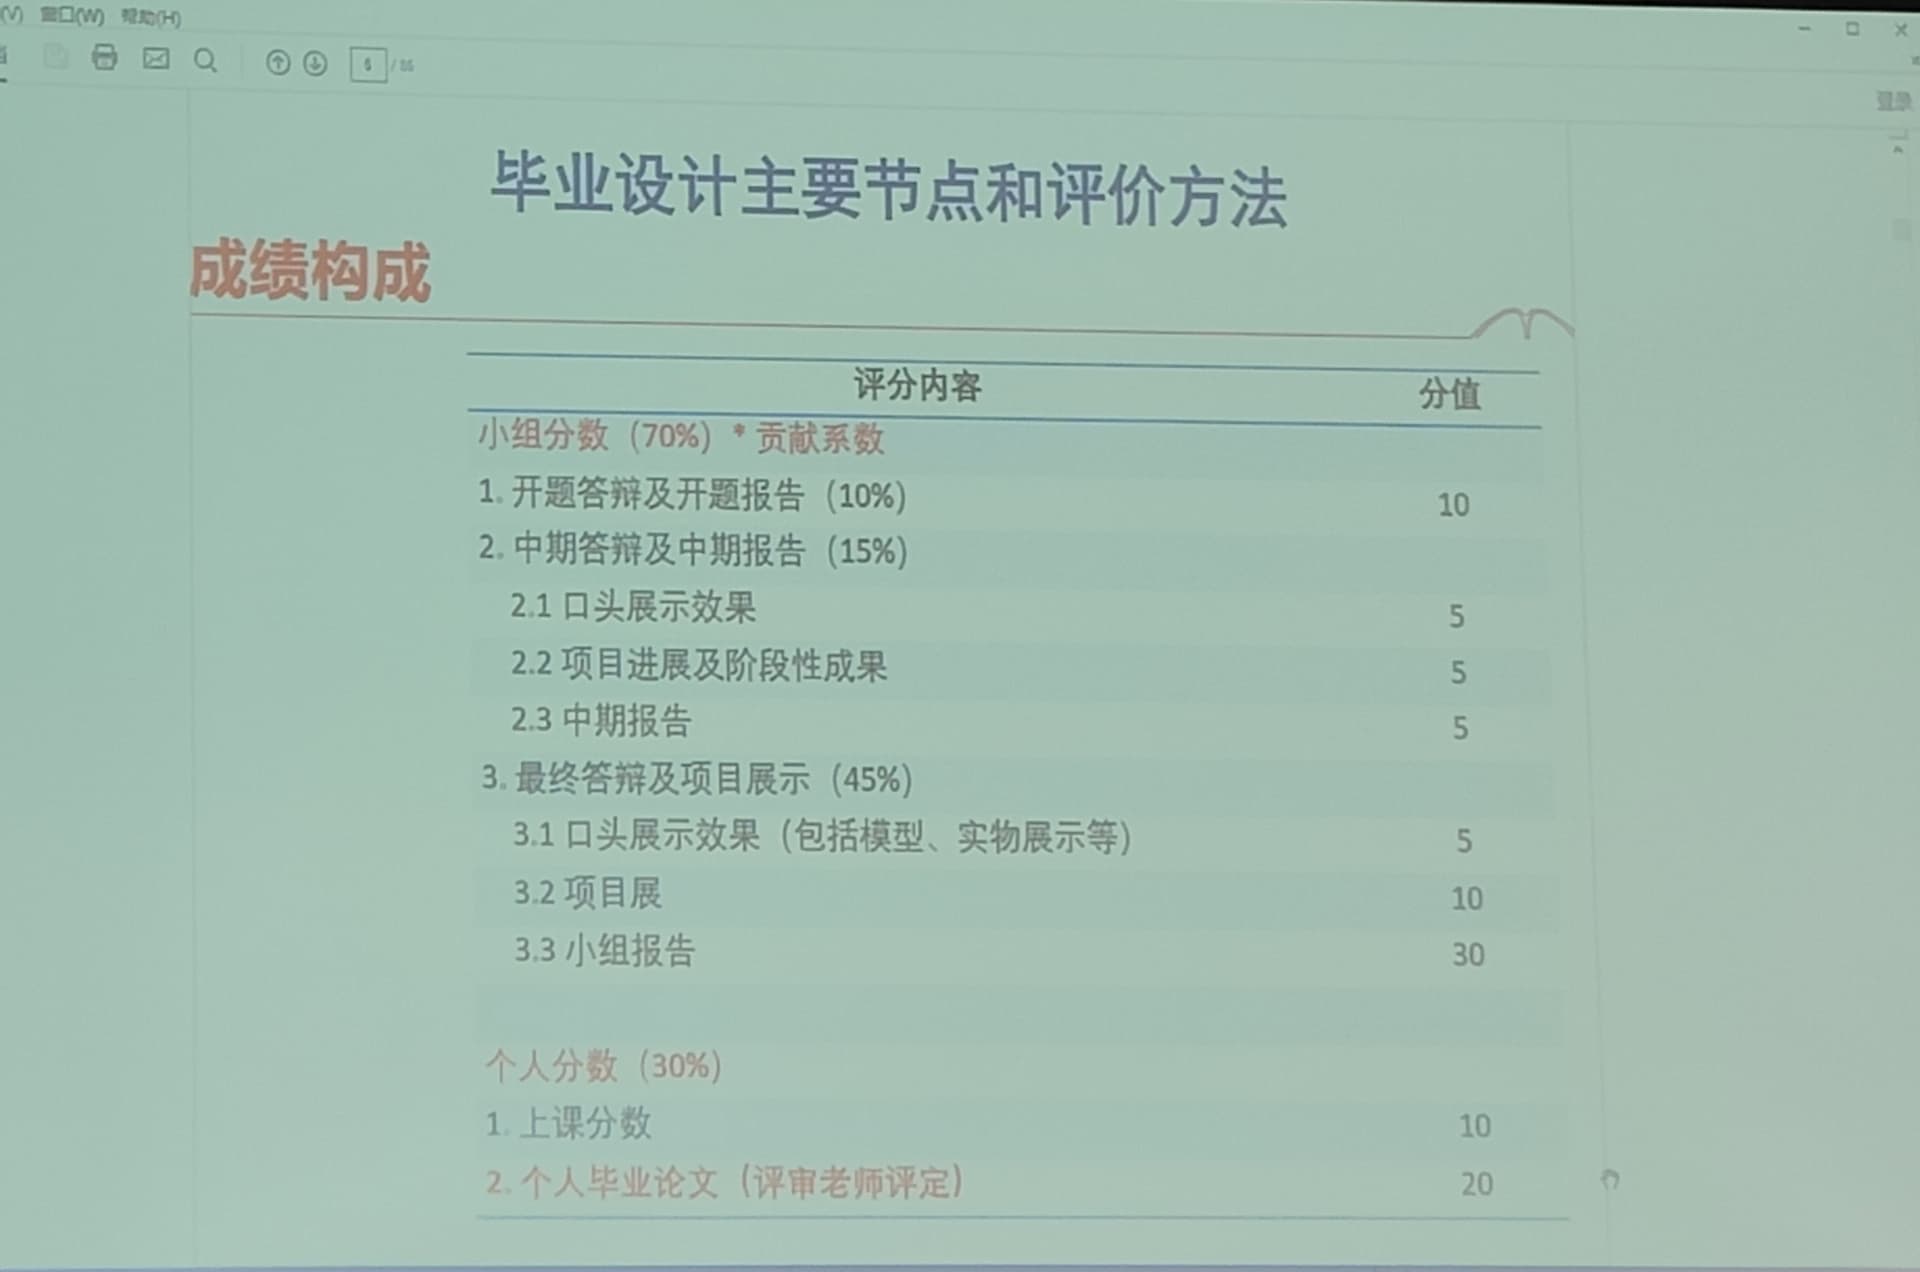 (V) 窗口(W) 帮助(H)
登录
毕业设计主要节点和评价方法
成绩构成
评分内容 分值
小组分数（70%）* 贡献系数
1. 开题答辩及开题报告（10%） 10
2. 中期答辩及中期报告（15%）
2.1 口头展示效果 5
2.2 项目进展及阶段性成果 5
2.3 中期报告 5
3. 最终答辩及项目展示（45%）
3.1 口头展示效果（包括模型、实物展示等） 5
3.2 项目展 10
3.3 小组报告 30
个人分数（30%）
1. 上课分数 10
2. 个人毕业论文（评审老师评定） 20